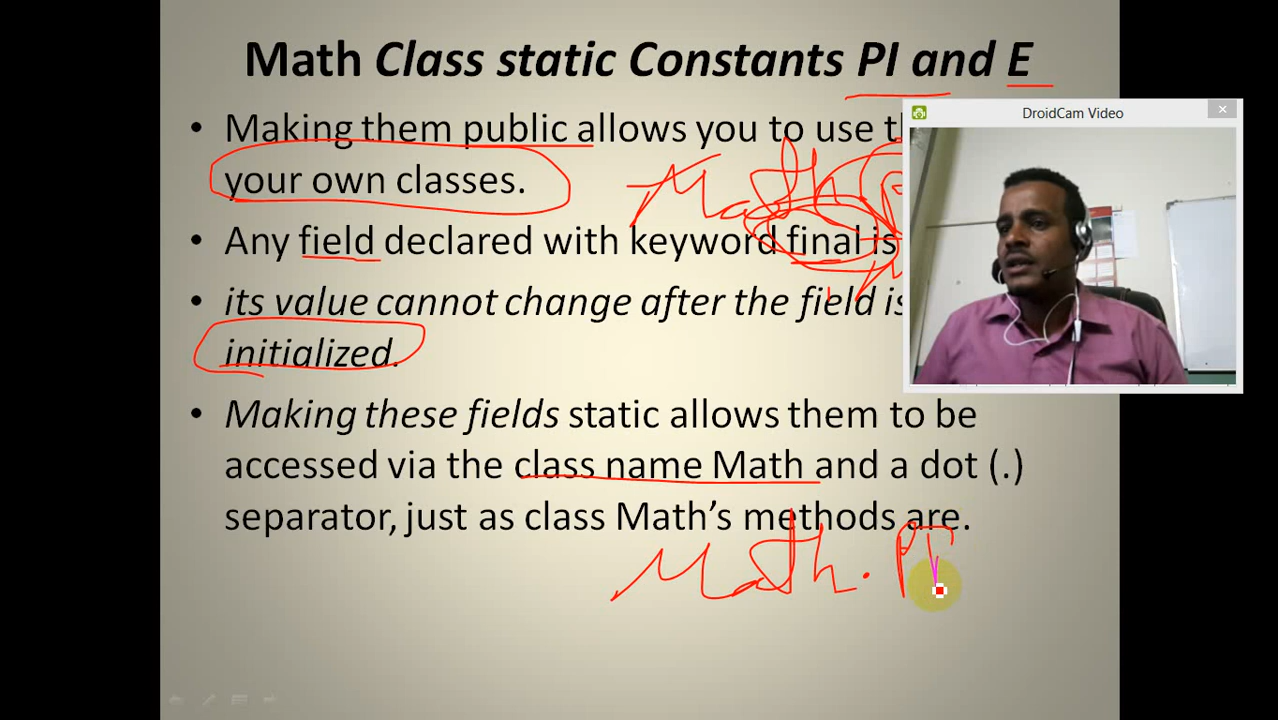 Math Class static Constants PI and E
• Making them public allows you to use
DroidCam Video
your own classes.
Math
• Any field declared with keyword final is
• its value cannot change after the field is
initialized.
• Making these fields static allows them to be
accessed via the class name Math and a dot (.)
separator, just as class Math's methods are.
Math.PI